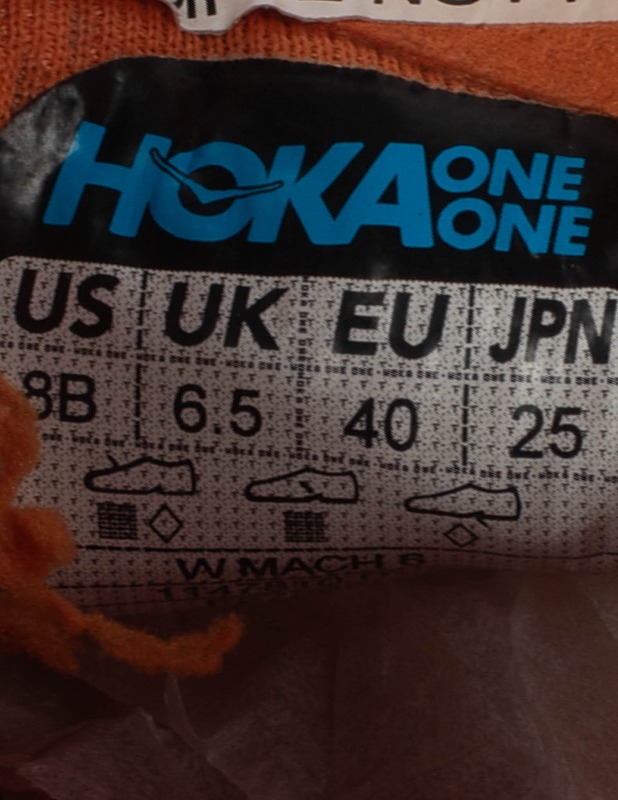 HOKA ONE ONE
US UK EU JPN
8B 6.5 40 25
W MACH 6